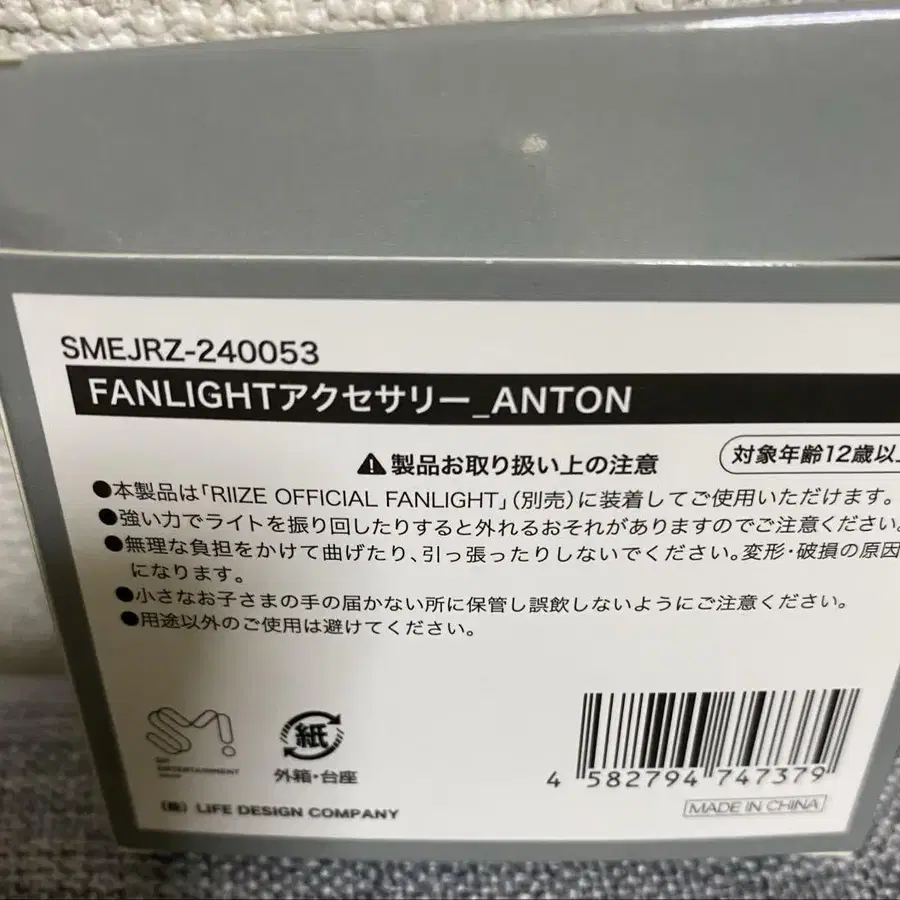 SMEJRZ-240053
FANLIGHTアクセサリー_ANTON
⚠製品お取り扱い上の注意
対象年齢12歳以上
●本製品は「RIIZE OFFICIAL FANLIGHT」(別売)に装着してご使用いただけます。
●強い力でライトを振り回したりすると外れるおそれがありますのでご注意ください。
●無理な負担をかけて曲げたり、引っ張ったりしないでください。変形・破損の原因
になります。
●小さなお子さまの手の届かない所に保管し誤飲しないようにご注意ください。
●用途以外のご使用は避けてください。
SM
SM
ENTERTAINMENT
紙
外箱・台座
4 582794 747379
(株) LIFE DESIGN COMPANY
MADE IN CHINA